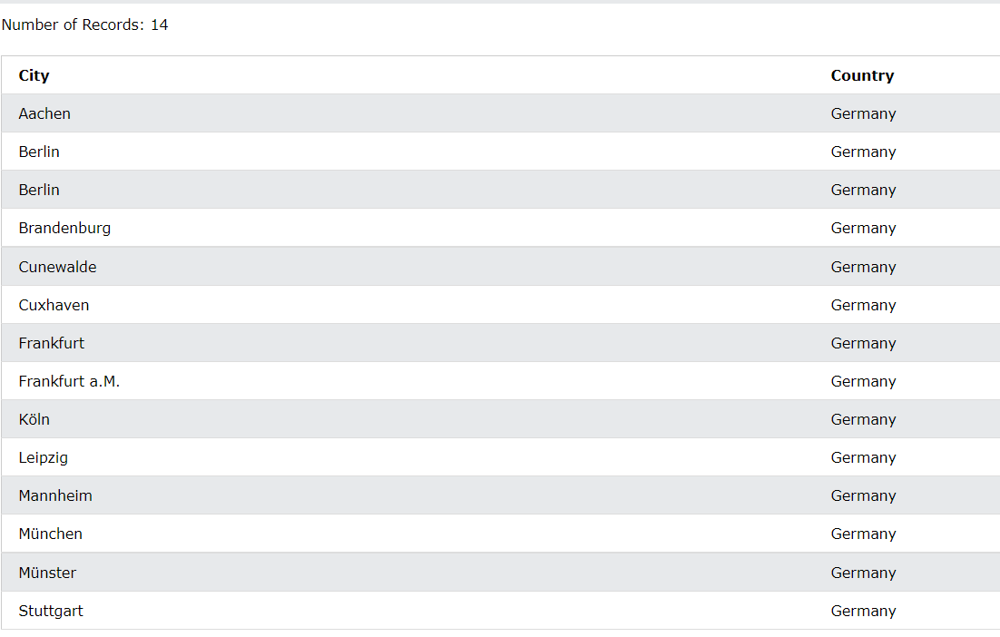 Number of Records: 14
City Country
Aachen Germany
Berlin Germany
Berlin Germany
Brandenburg Germany
Cunewalde Germany
Cuxhaven Germany
Frankfurt Germany
Frankfurt a.M. Germany
Köln Germany
Leipzig Germany
Mannheim Germany
München Germany
Münster Germany
Stuttgart Germany